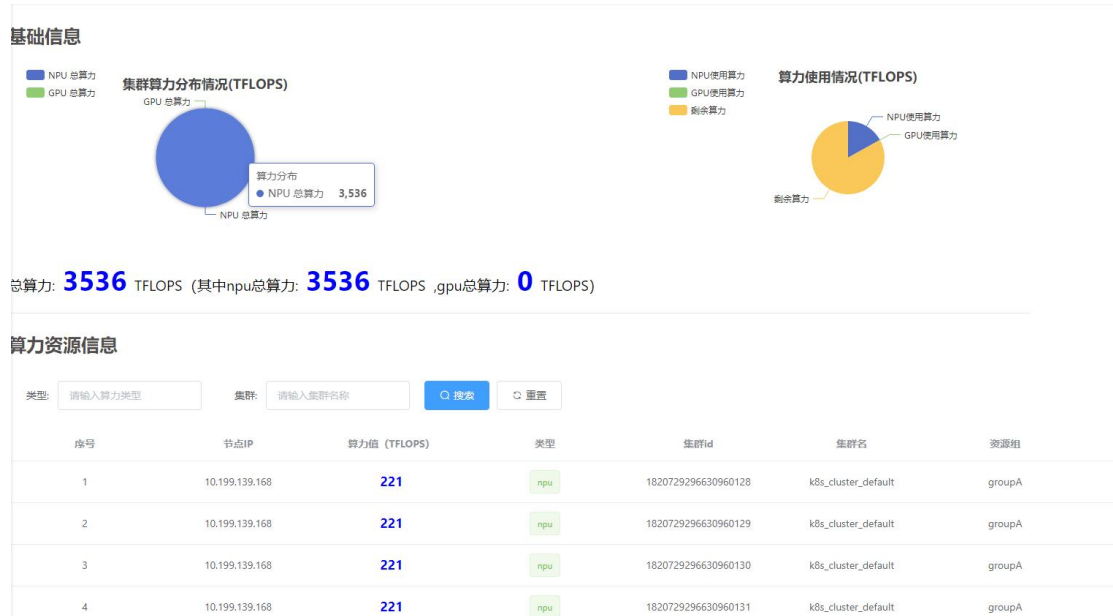 基础信息
NPU 总算力
GPU 总算力
集群算力分布情况(TFLOPS)
GPU 总算力
算力分布
NPU 总算力 3,536
NPU 总算力
NPU使用算力
GPU使用算力
剩余算力
算力使用情况(TFLOPS)
NPU使用算力
GPU使用算力
剩余算力
总算力: 3536 TFLOPS (其中npu总算力: 3536 TFLOPS ,gpu总算力: 0 TFLOPS)
算力资源信息
类型: 请输入算力类型 集群: 请输入集群名称 搜索 重置
序号 节点IP 算力值 (TFLOPS) 类型 集群id 集群名 资源组
1 10.199.139.168 221 npu 1820729296630960128 k8s_cluster_default groupA
2 10.199.139.168 221 npu 1820729296630960129 k8s_cluster_default groupA
3 10.199.139.168 221 npu 1820729296630960130 k8s_cluster_default groupA
4 10.199.139.168 221 npu 1820729296630960131 k8s_cluster_default groupA